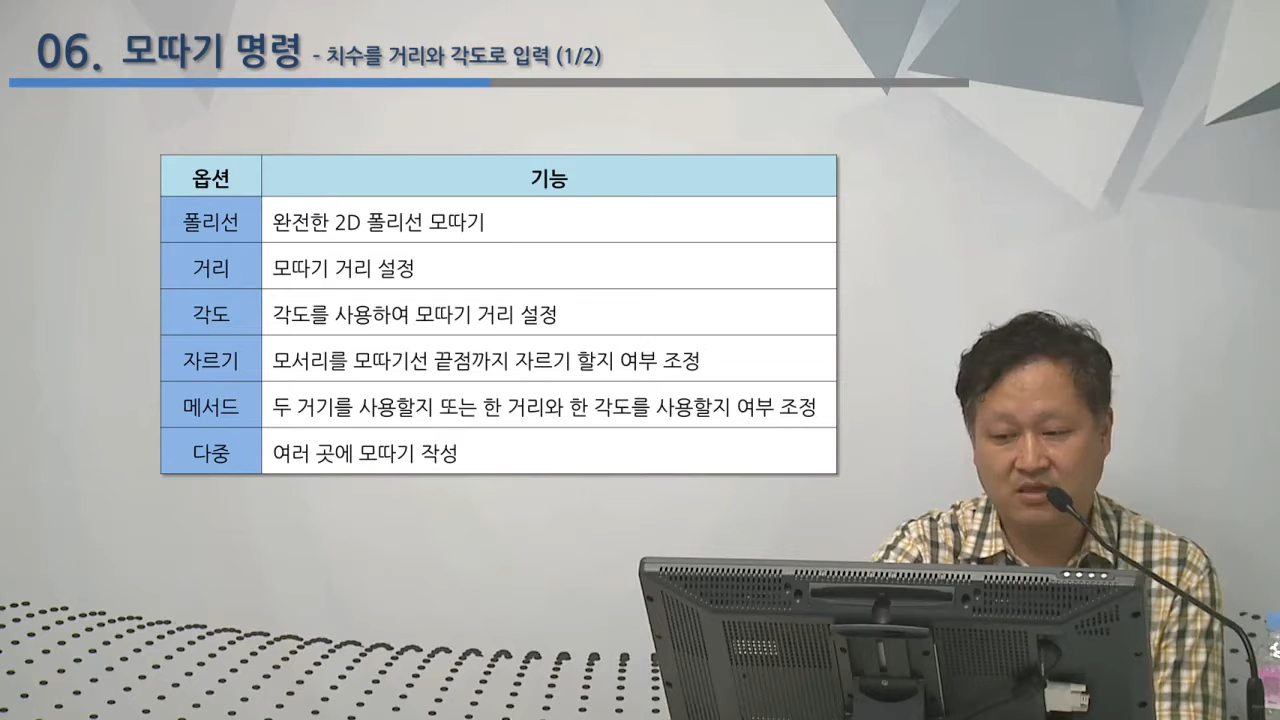 06. 모따기 명령 - 치수를 거리와 각도로 입력 (1/2)
옵션 기능
폴리선 완전한 2D 폴리선 모따기
거리 모따기 거리 설정
각도 각도를 사용하여 모따기 거리 설정
자르기 모서리를 모따기선 끝점까지 자르기 할지 여부 조정
메서드 두 거기를 사용할지 또는 한 거리와 한 각도를 사용할지 여부 조정
다중 여러 곳에 모따기 작성